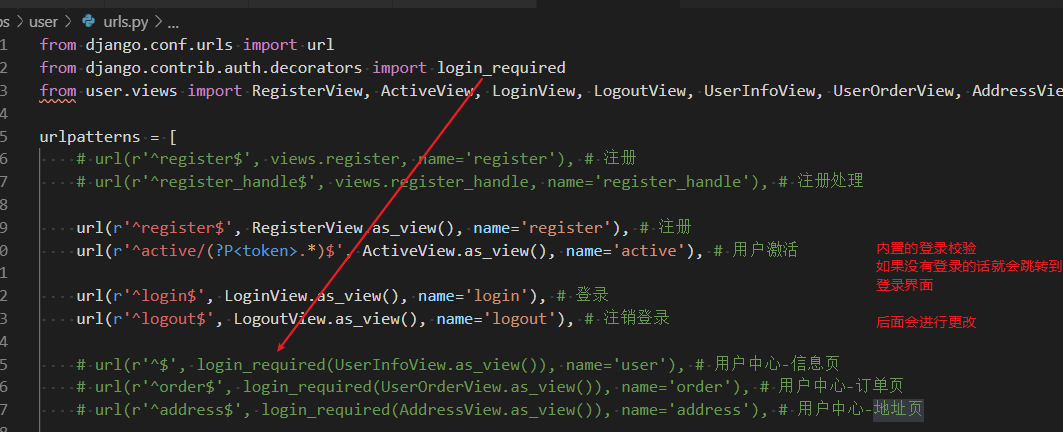 ps > user > urls.py > ...
1 from django.conf.urls import url
2 from django.contrib.auth.decorators import login_required
3 from user.views import RegisterView, ActiveView, LoginView, LogoutView, UserInfoView, UserOrderView, AddressVie
4
5 urlpatterns = [
6 # url(r'^register$', views.register, name='register'), # 注册
7 # url(r'^register_handle$', views.register_handle, name='register_handle'), # 注册处理
8
9 url(r'^register$', RegisterView.as_view(), name='register'), # 注册
0 url(r'^active/(?P<token>.*)$', ActiveView.as_view(), name='active'), # 用户激活
内置的登录校验
1
如果没有登录的话就会跳转到
登录界面
2 url(r'^login$', LoginView.as_view(), name='login'), # 登录
3 url(r'^logout$', LogoutView.as_view(), name='logout'), # 注销登录
后面会进行更改
4
5 # url(r'^$', login_required(UserInfoView.as_view()), name='user'), # 用户中心-信息页
6 # url(r'^order$', login_required(UserOrderView.as_view()), name='order'), # 用户中心-订单页
7 # url(r'^address$', login_required(AddressView.as_view()), name='address'), # 用户中心-地址页